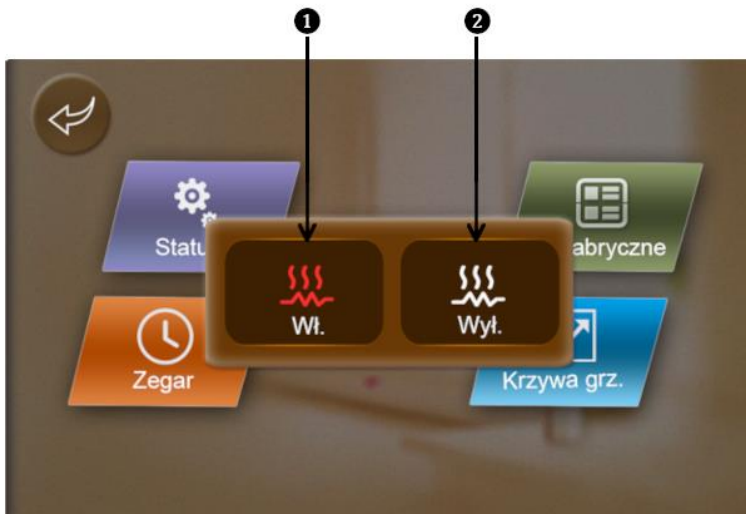 1 2
Statu
abryczne
Wł. Wył.
Zegar
Krzywa grz.